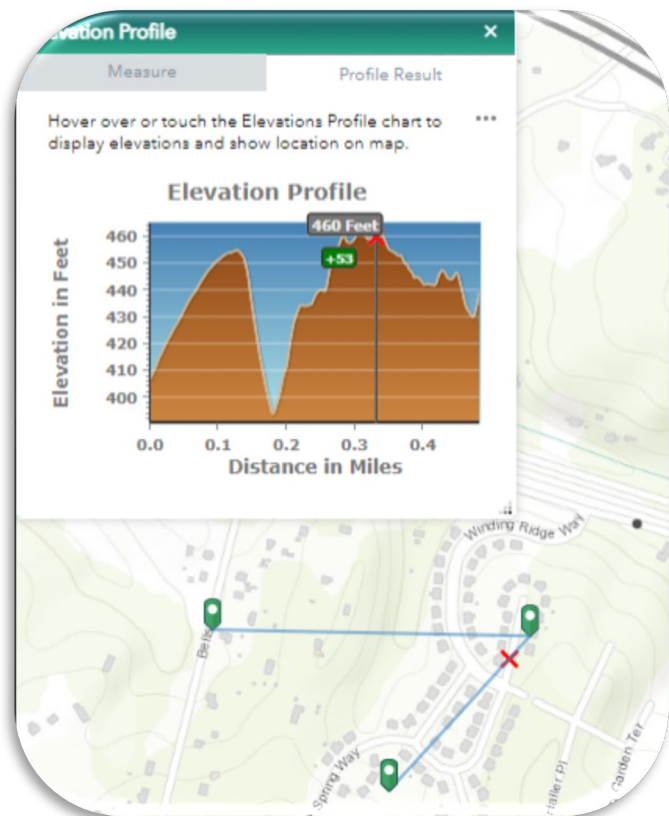 vation Profile
×
Measure
Profile Result
Hover over or touch the Elevations Profile chart to
display elevations and show location on map.
Elevation Profile
460 Feet
+53
Elevation in Feet
460
450
440
430
420
410
400
0.0 0.1 0.2 0.3 0.4
Distance in Miles
Winding Ridge Way
Spring Way
Garden Ter